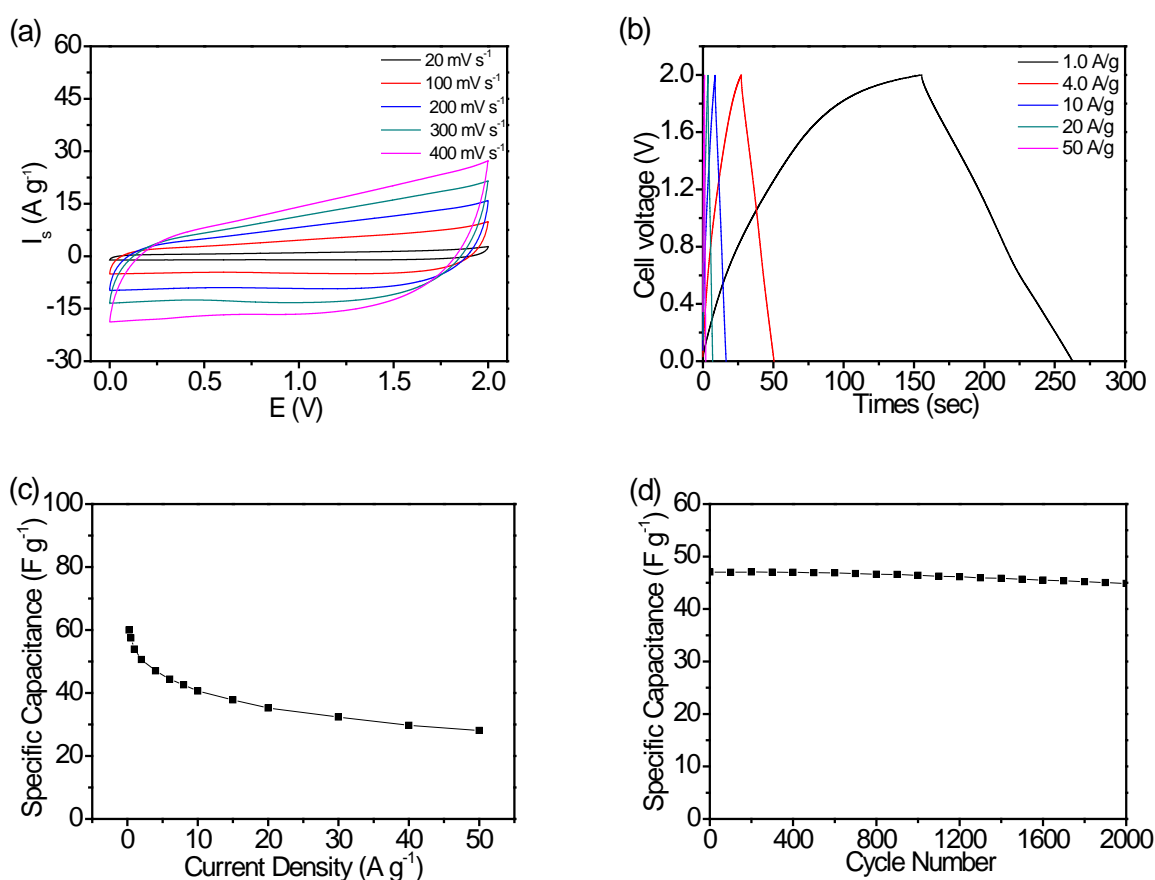 (a)
60
45
30
15
0
-15
-30
I_s (A g⁻¹)
20 mV s⁻¹
100 mV s⁻¹
200 mV s⁻¹
300 mV s⁻¹
400 mV s⁻¹
0.0 0.5 1.0 1.5 2.0
E (V)
(b)
2.0
1.6
1.2
0.8
0.4
0.0
Cell voltage (V)
1.0 A/g
4.0 A/g
10 A/g
20 A/g
50 A/g
0 50 100 150 200 250 300
Times (sec)
(c)
100
80
60
40
20
0
Specific Capacitance (F g⁻¹)
0 10 20 30 40 50
Current Density (A g⁻¹)
(d)
60
50
40
30
20
10
0
Specific Capacitance (F g⁻¹)
0 400 800 1200 1600 2000
Cycle Number